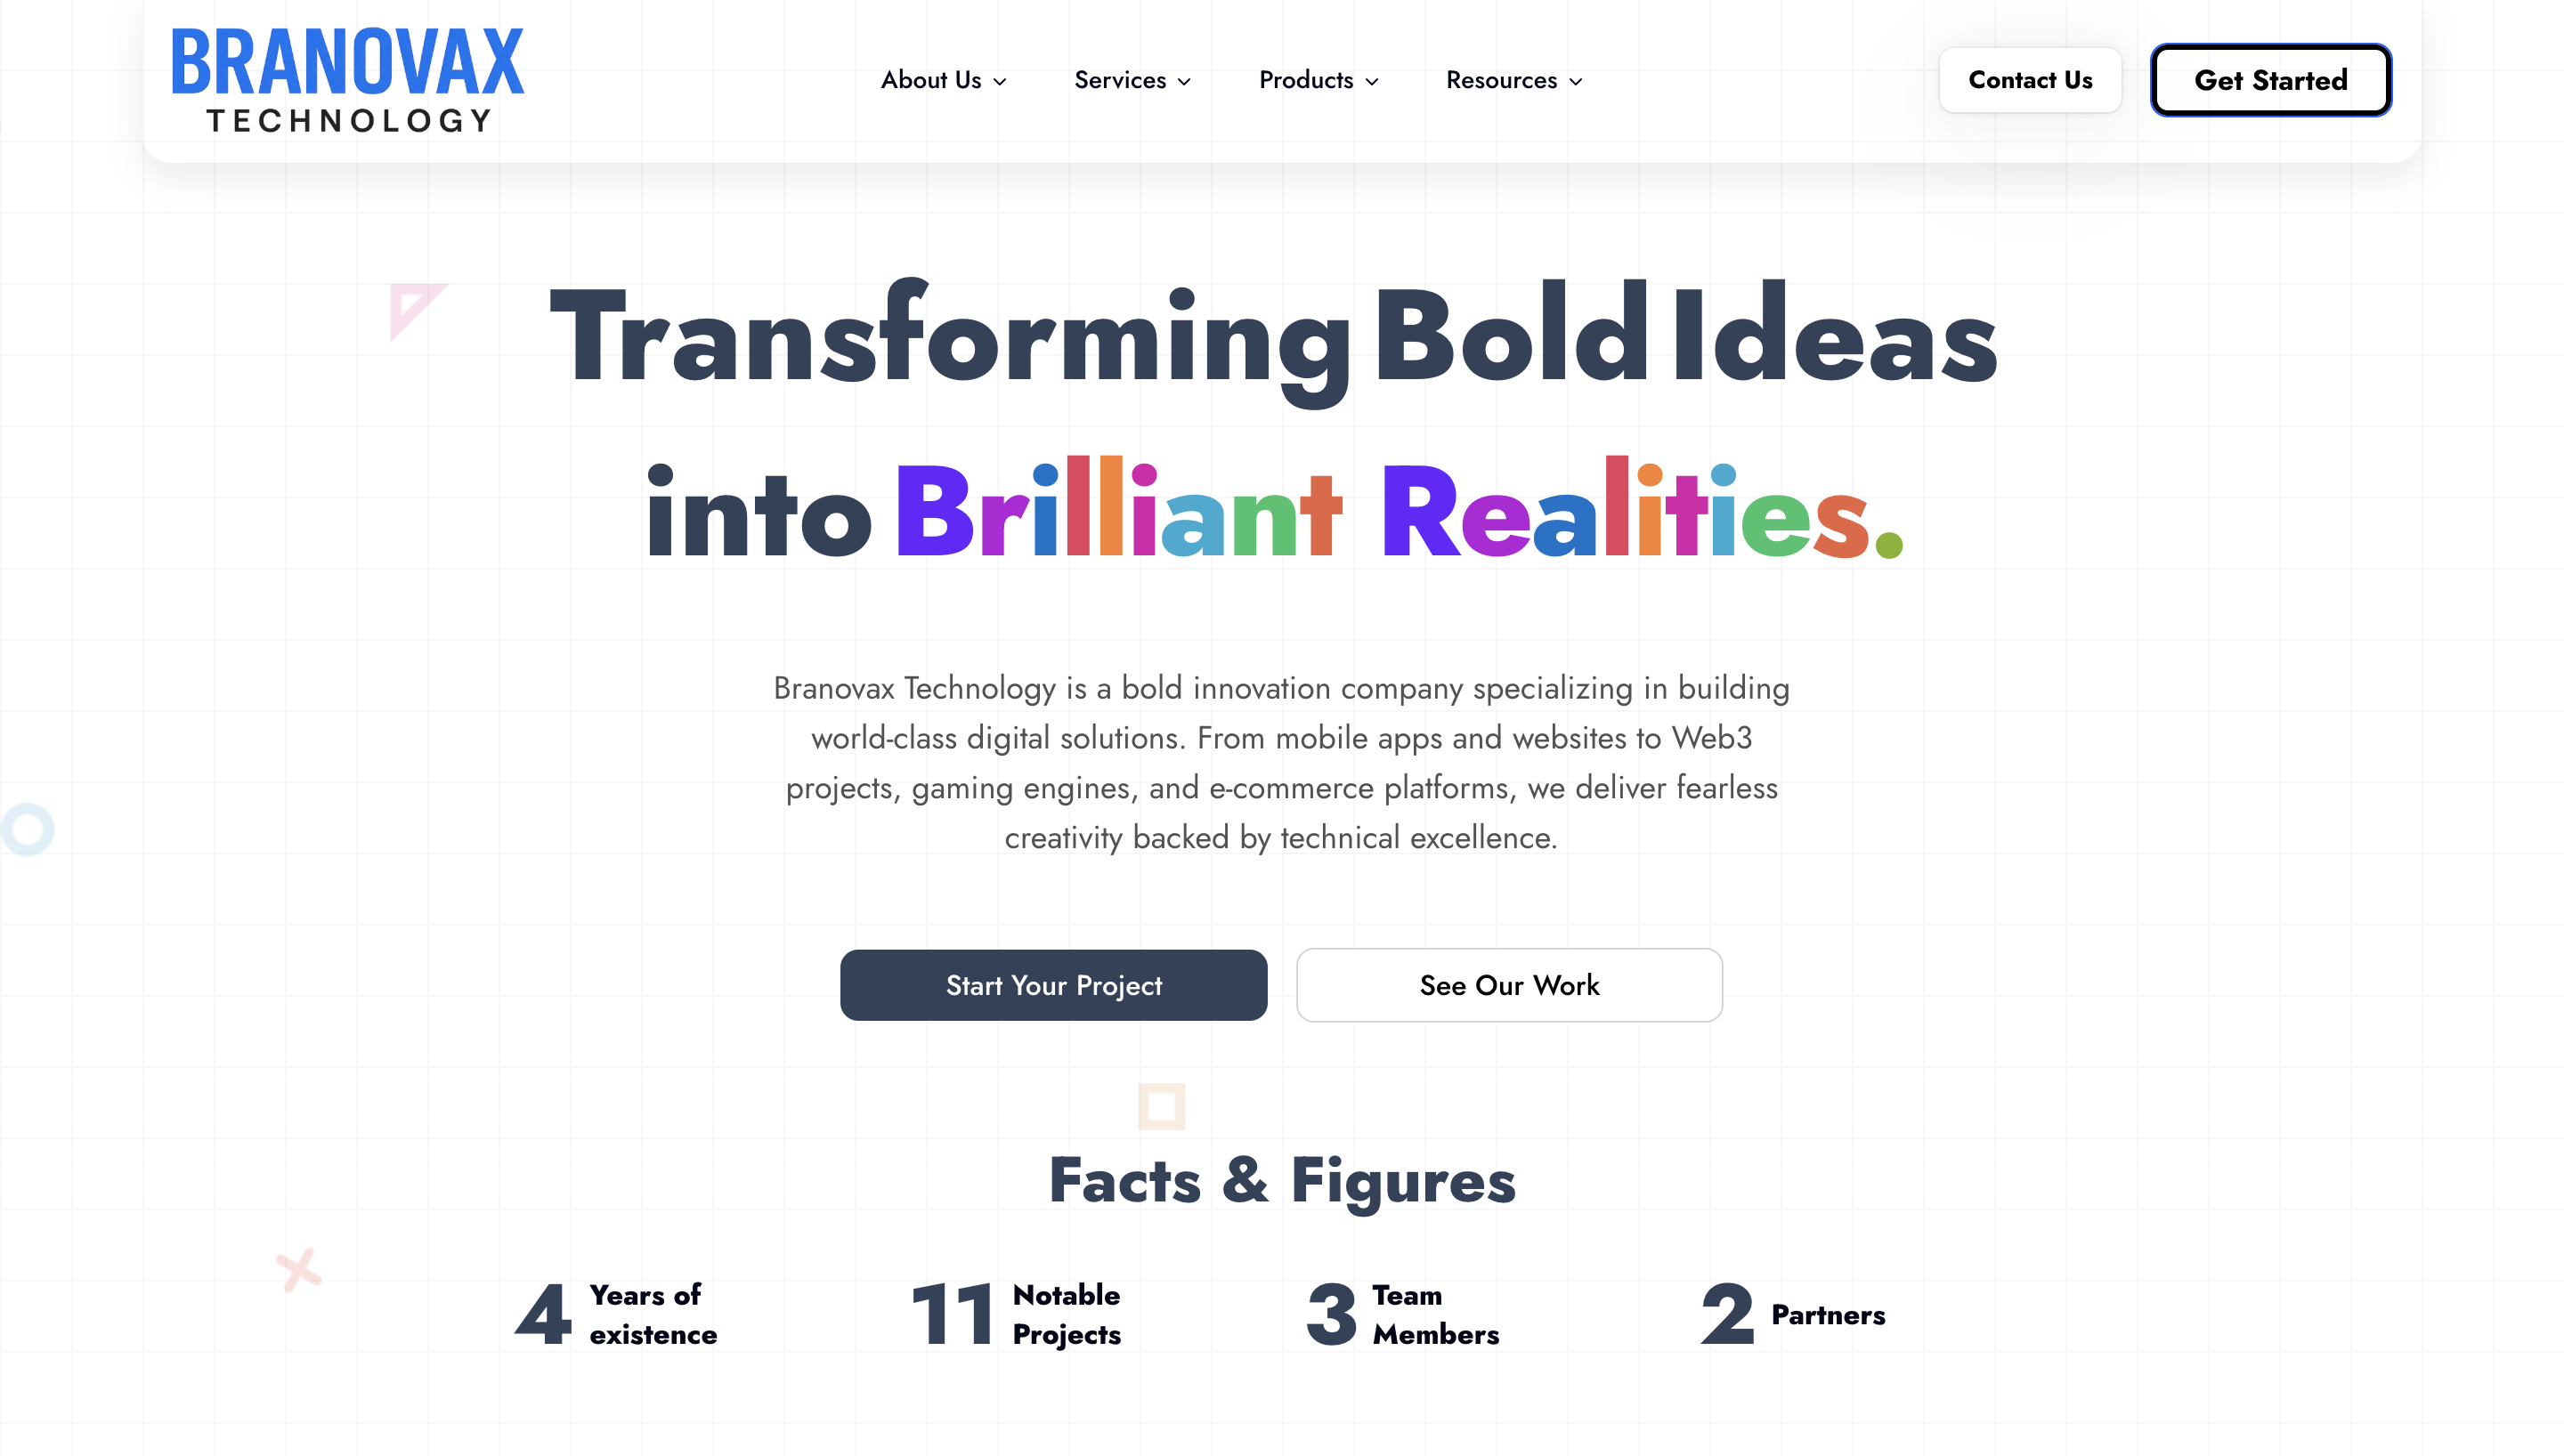 BRANOVAX
TECHNOLOGY
About Us
Services
Products
Resources
Contact Us
Get Started
Transforming Bold Ideas
into Brilliant Realities.
Branovax Technology is a bold innovation company specializing in building
world-class digital solutions. From mobile apps and websites to Web3
projects, gaming engines, and e-commerce platforms, we deliver fearless
creativity backed by technical excellence.
Start Your Project
See Our Work
Facts & Figures
4 Years of
existence
11 Notable
Projects
3 Team
Members
2 Partners